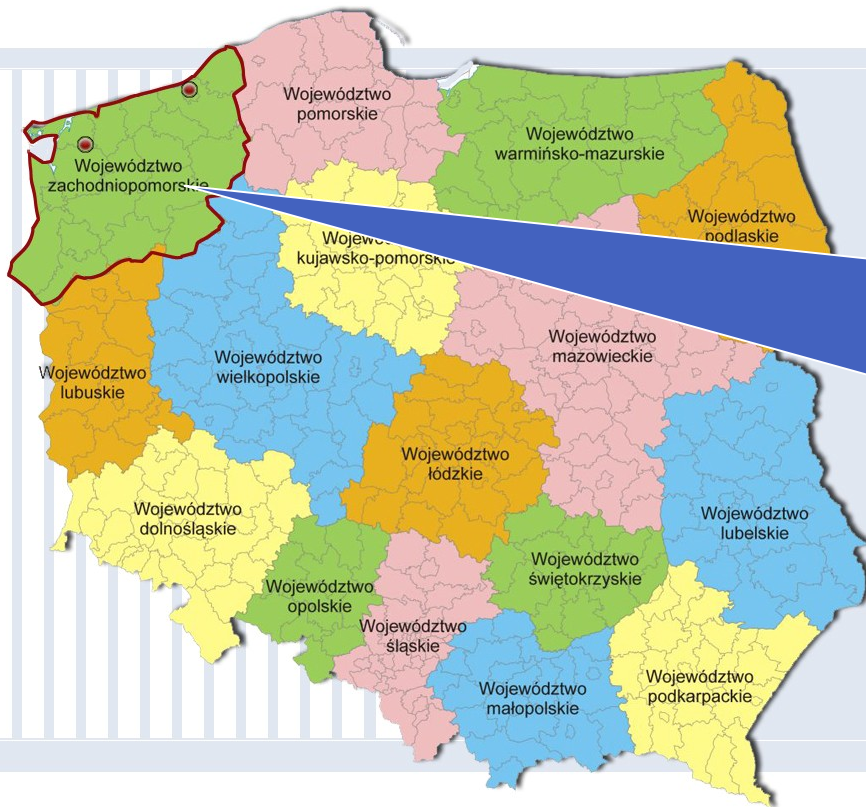 Województwo
pomorskie
Województwo
warmińsko-mazurskie
Województwo
zachodniopomorskie
Województwo
podlaskie
kujawsko-pomorskie
Województwo
mazowieckie
Województwo
wielkopolskie
Województwo
lubuskie
Województwo
łódzkie
Województwo
dolnośląskie
Województwo
lubelskie
Województwo
świętokrzyskie
Województwo
opolskie
Województwo
śląskie
Województwo
podkarpackie
Województwo
małopolskie